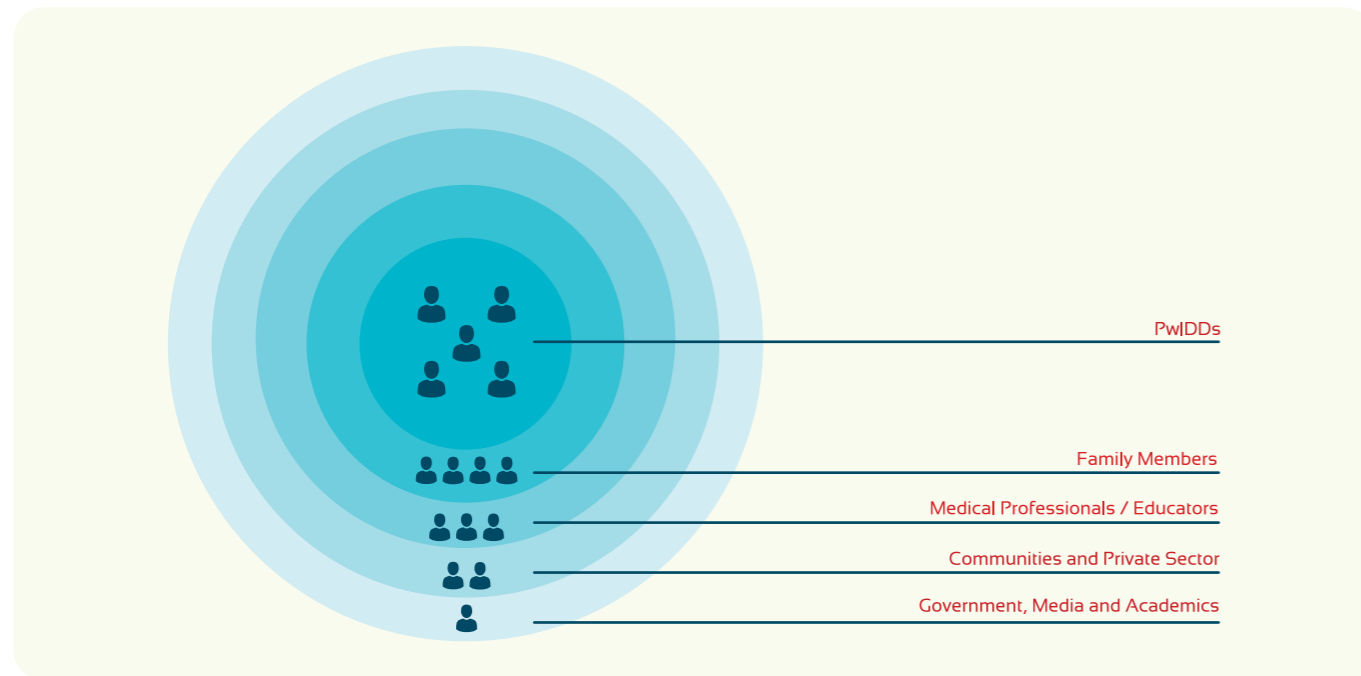 PwIDDs
Family Members
Medical Professionals / Educators
Communities and Private Sector
Government, Media and Academics